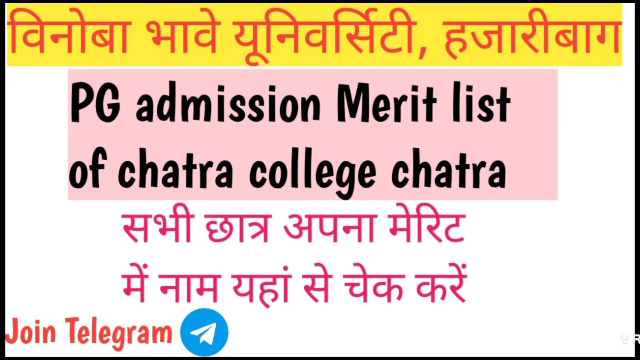 विनोबा भावे यूनिवर्सिटी, हजारीबाग
PG admission Merit list
of chatra college chatra
सभी छात्र अपना मेरिट
में नाम यहां से चेक करें
Join Telegram